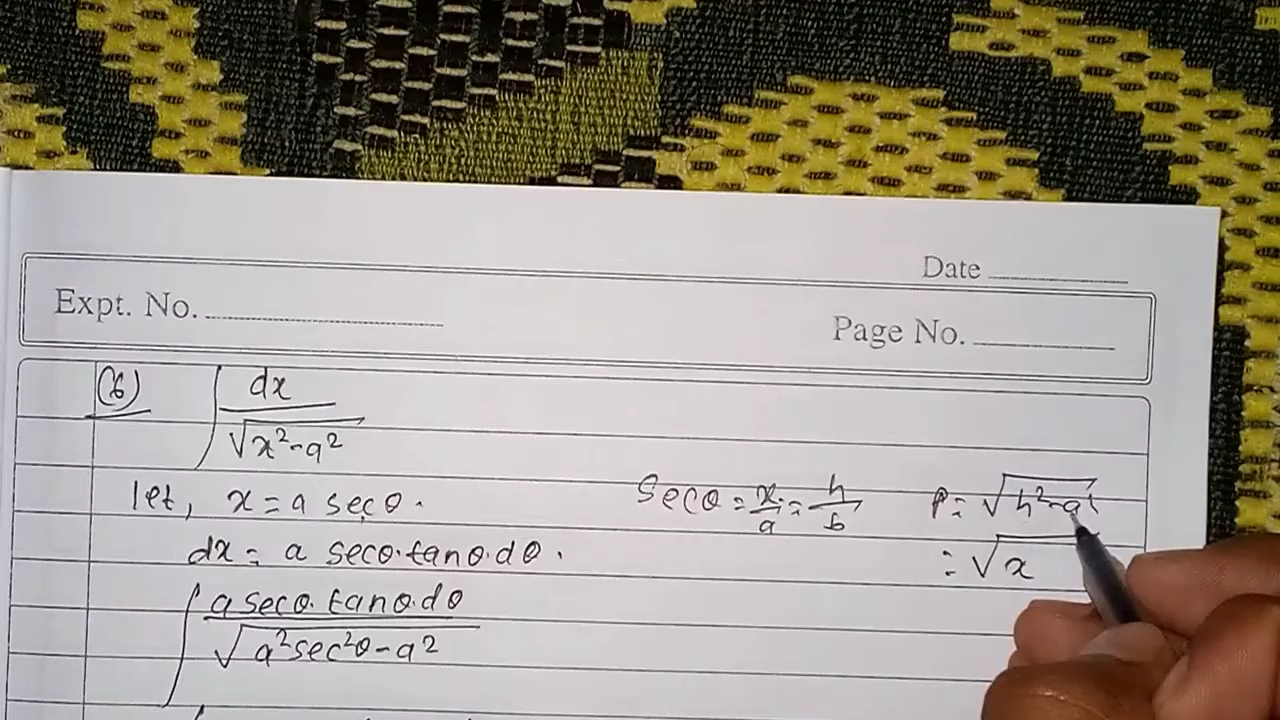 Date
Expt. No.
Page No.
(6) ∫ dx / √x²-a²
let, x = a secθ.
secθ = x/a = h/b
P = √h²-a²
dx = a secθ.tanθ.dθ.
= √x
∫ a secθ.tanθ.dθ / √a²sec²θ-a²